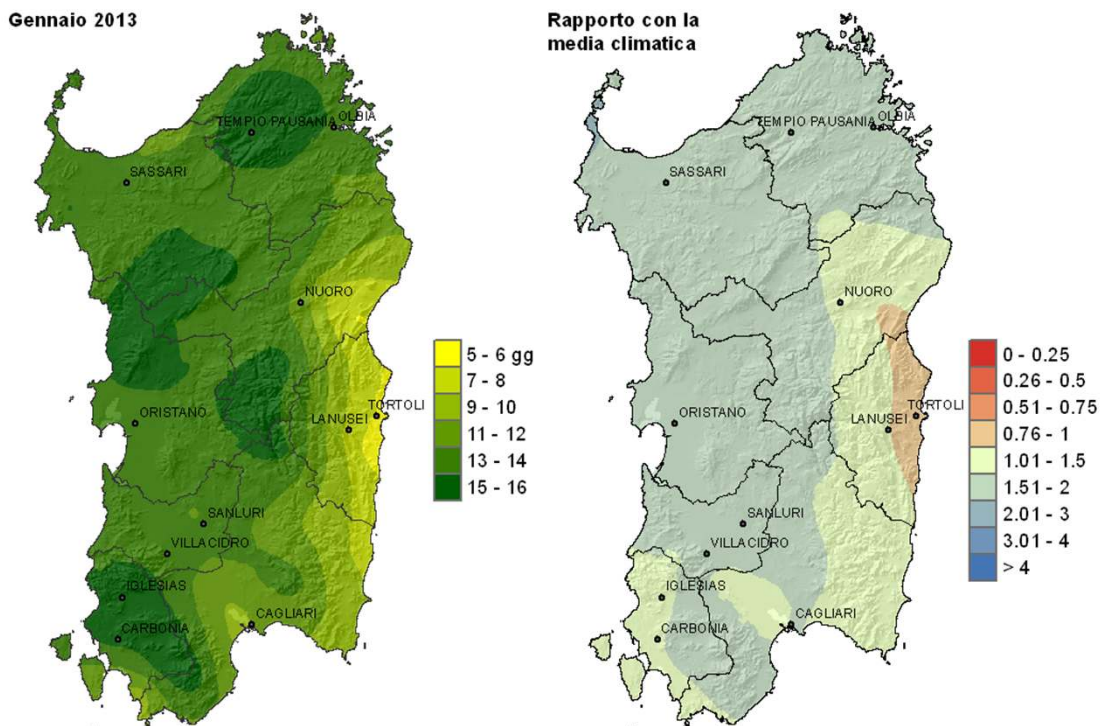 Gennaio 2013
TEMPIO PAUSANIA
OLBIA
SASSARI
NUORO
ORISTANO
LANUSEI
TORTOLI
SANLURI
VILLACIDRO
IGLESIAS
CARBONIA
CAGLIARI
5 - 6 gg
7 - 8
9 - 10
11 - 12
13 - 14
15 - 16
Rapporto con la
media climatica
TEMPIO PAUSANIA
OLBIA
SASSARI
NUORO
ORISTANO
LANUSEI
TORTOLI
SANLURI
VILLACIDRO
IGLESIAS
CARBONIA
CAGLIARI
0 - 0.25
0.26 - 0.5
0.51 - 0.75
0.76 - 1
1.01 - 1.5
1.51 - 2
2.01 - 3
3.01 - 4
> 4